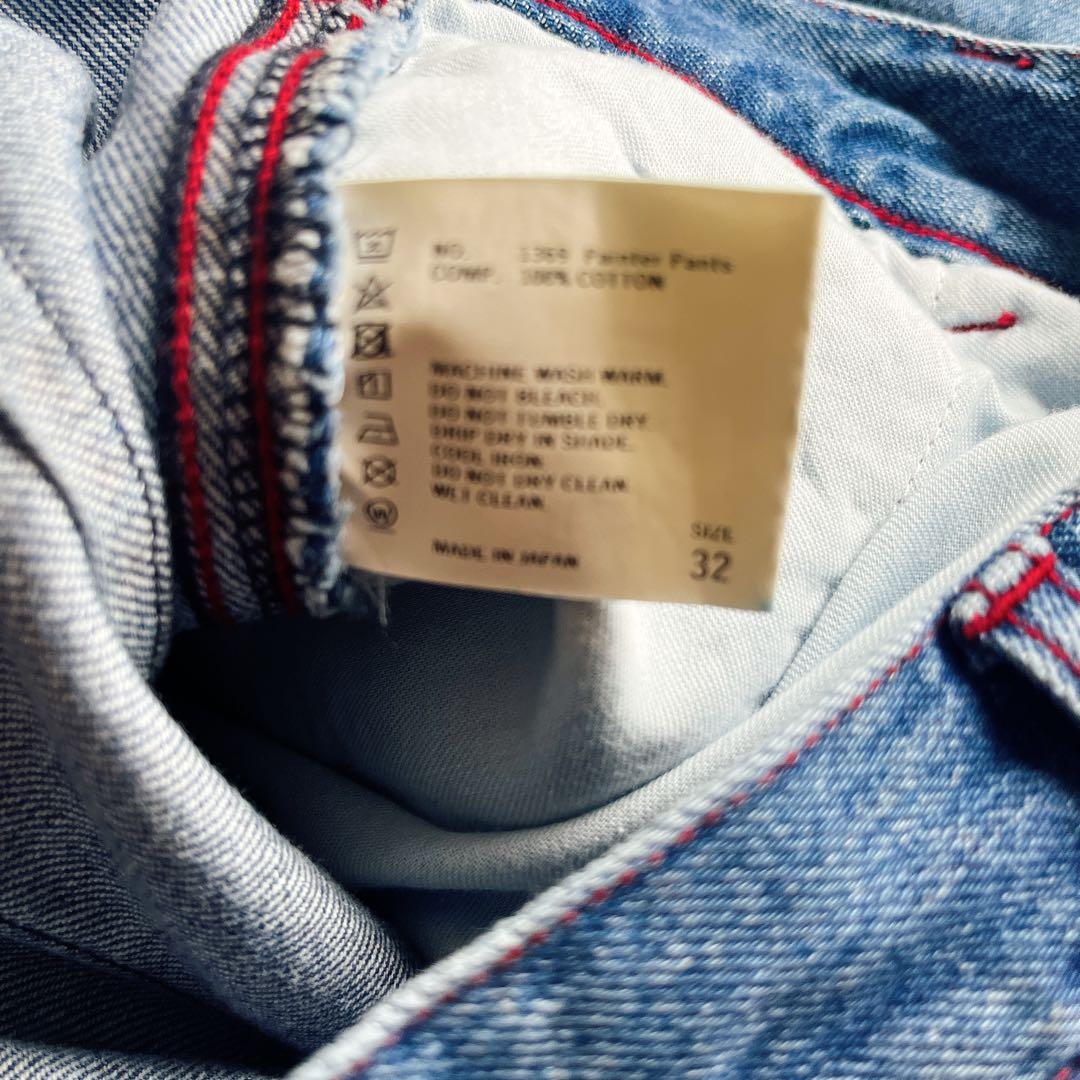 NO. 1369 Painter Pants
COMP. 100% COTTON
MACHINE WASH WARM.
DO NOT BLEACH.
DO NOT TUMBLE DRY.
DRIP DRY IN SHADE.
COOL IRON.
DO NOT DRY CLEAN.
WET CLEAN.
MADE IN JAPAN
SIZE
32